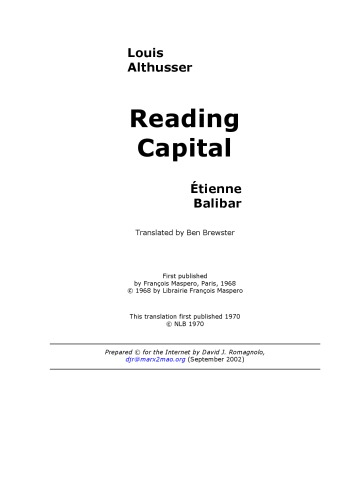 Louis
Althusser
Reading
Capital
Étienne
Balibar
Translated by Ben Brewster
First published
by François Maspero, Paris, 1968
© 1968 by Librairie François Maspero
This translation first published 1970
© NLB 1970
Prepared © for the Internet by David J. Romagnolo,
djr@marx2mao.org (September 2002)